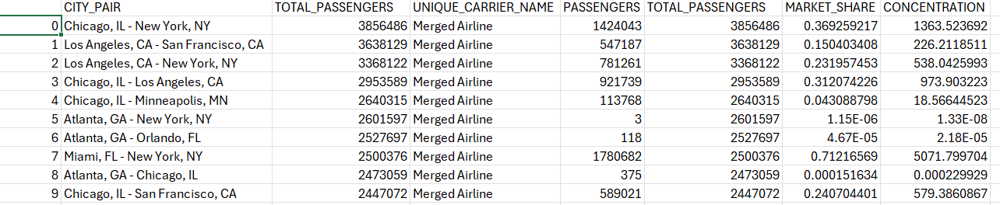 CITY_PAIR TOTAL_PASSENGERS UNIQUE_CARRIER_NAME PASSENGERS TOTAL_PASSENGERS MARKET_SHARE CONCENTRATION
0 Chicago, IL - New York, NY 3856486 Merged Airline 1424043 3856486 0.369259217 1363.523692
1 Los Angeles, CA - San Francisco, CA 3638129 Merged Airline 547187 3638129 0.150403408 226.2118511
2 Los Angeles, CA - New York, NY 3368122 Merged Airline 781261 3368122 0.231957453 538.0425993
3 Chicago, IL - Los Angeles, CA 2953589 Merged Airline 921739 2953589 0.312074226 973.903223
4 Chicago, IL - Minneapolis, MN 2640315 Merged Airline 113768 2640315 0.043088798 18.56644523
5 Atlanta, GA - New York, NY 2601597 Merged Airline 3 2601597 1.15E-06 1.33E-08
6 Atlanta, GA - Orlando, FL 2527697 Merged Airline 118 2527697 4.67E-05 2.18E-05
7 Miami, FL - New York, NY 2500376 Merged Airline 1780682 2500376 0.71216569 5071.799704
8 Atlanta, GA - Chicago, IL 2473059 Merged Airline 375 2473059 0.000151634 0.000229929
9 Chicago, IL - San Francisco, CA 2447072 Merged Airline 589021 2447072 0.240704401 579.3860867